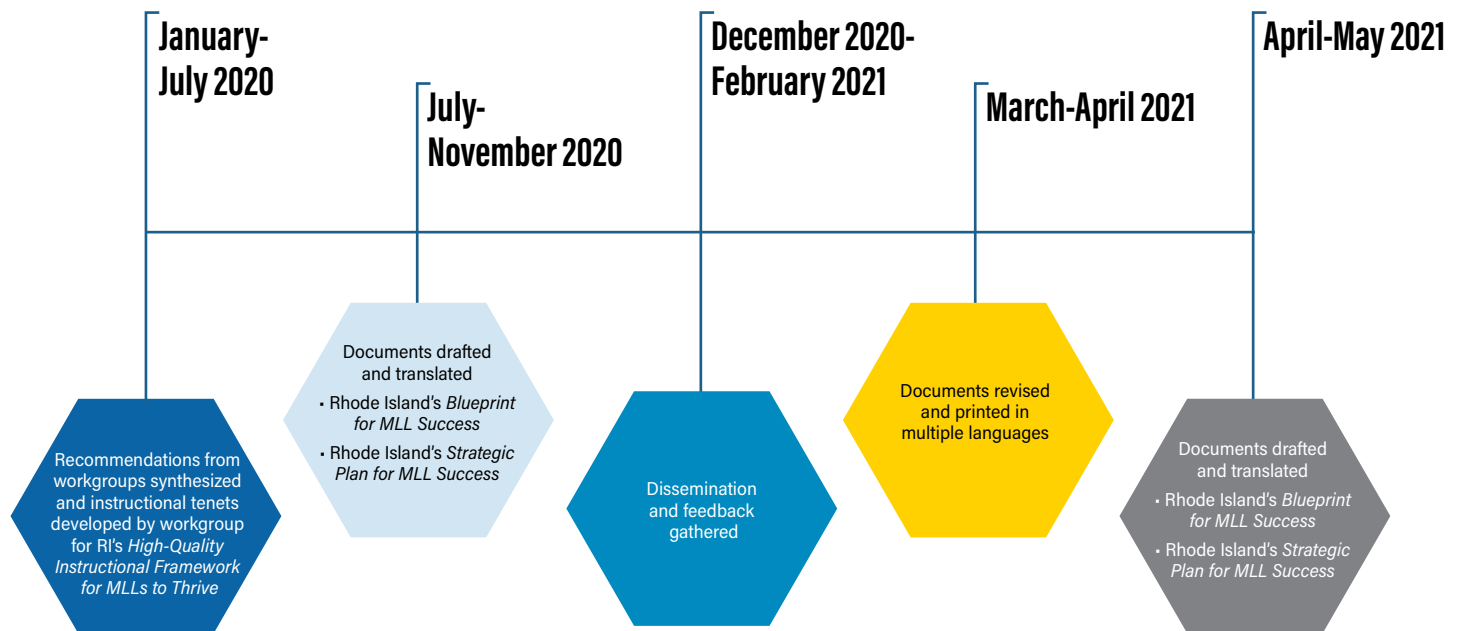 January-
July 2020
July-
November 2020
December 2020-
February 2021
March-April 2021
April-May 2021
Recommendations from
workgroups synthesized
and instructional tenets
developed by workgroup
for RI’s High-Quality
Instructional Framework
for MLLs to Thrive
Documents drafted
and translated
• Rhode Island’s Blueprint
for MLL Success
• Rhode Island’s Strategic
Plan for MLL Success
Dissemination
and feedback
gathered
Documents revised
and printed in
multiple languages
Documents drafted
and translated
• Rhode Island’s Blueprint
for MLL Success
• Rhode Island’s Strategic
Plan for MLL Success